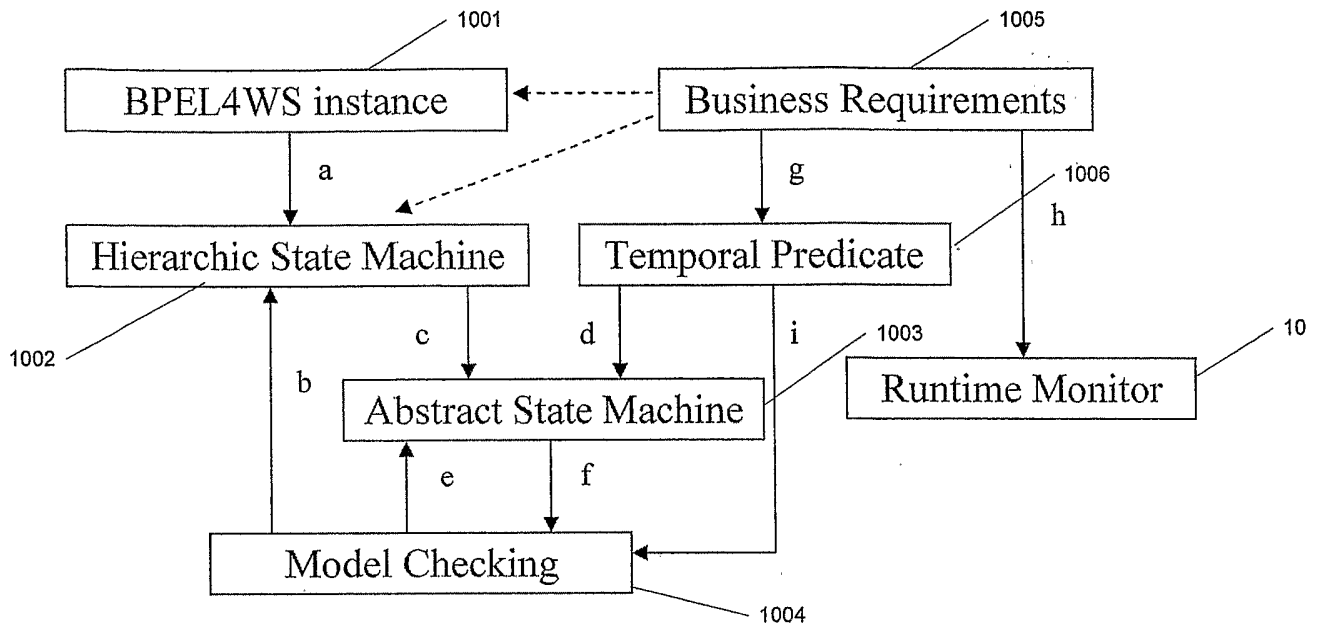 1001
1005
BPEL4WS instance
Business Requirements
a
g
1006
h
Hierarchic State Machine
Temporal Predicate
1002
c
d
i
1003
10
b
Abstract State Machine
Runtime Monitor
e
f
Model Checking
1004